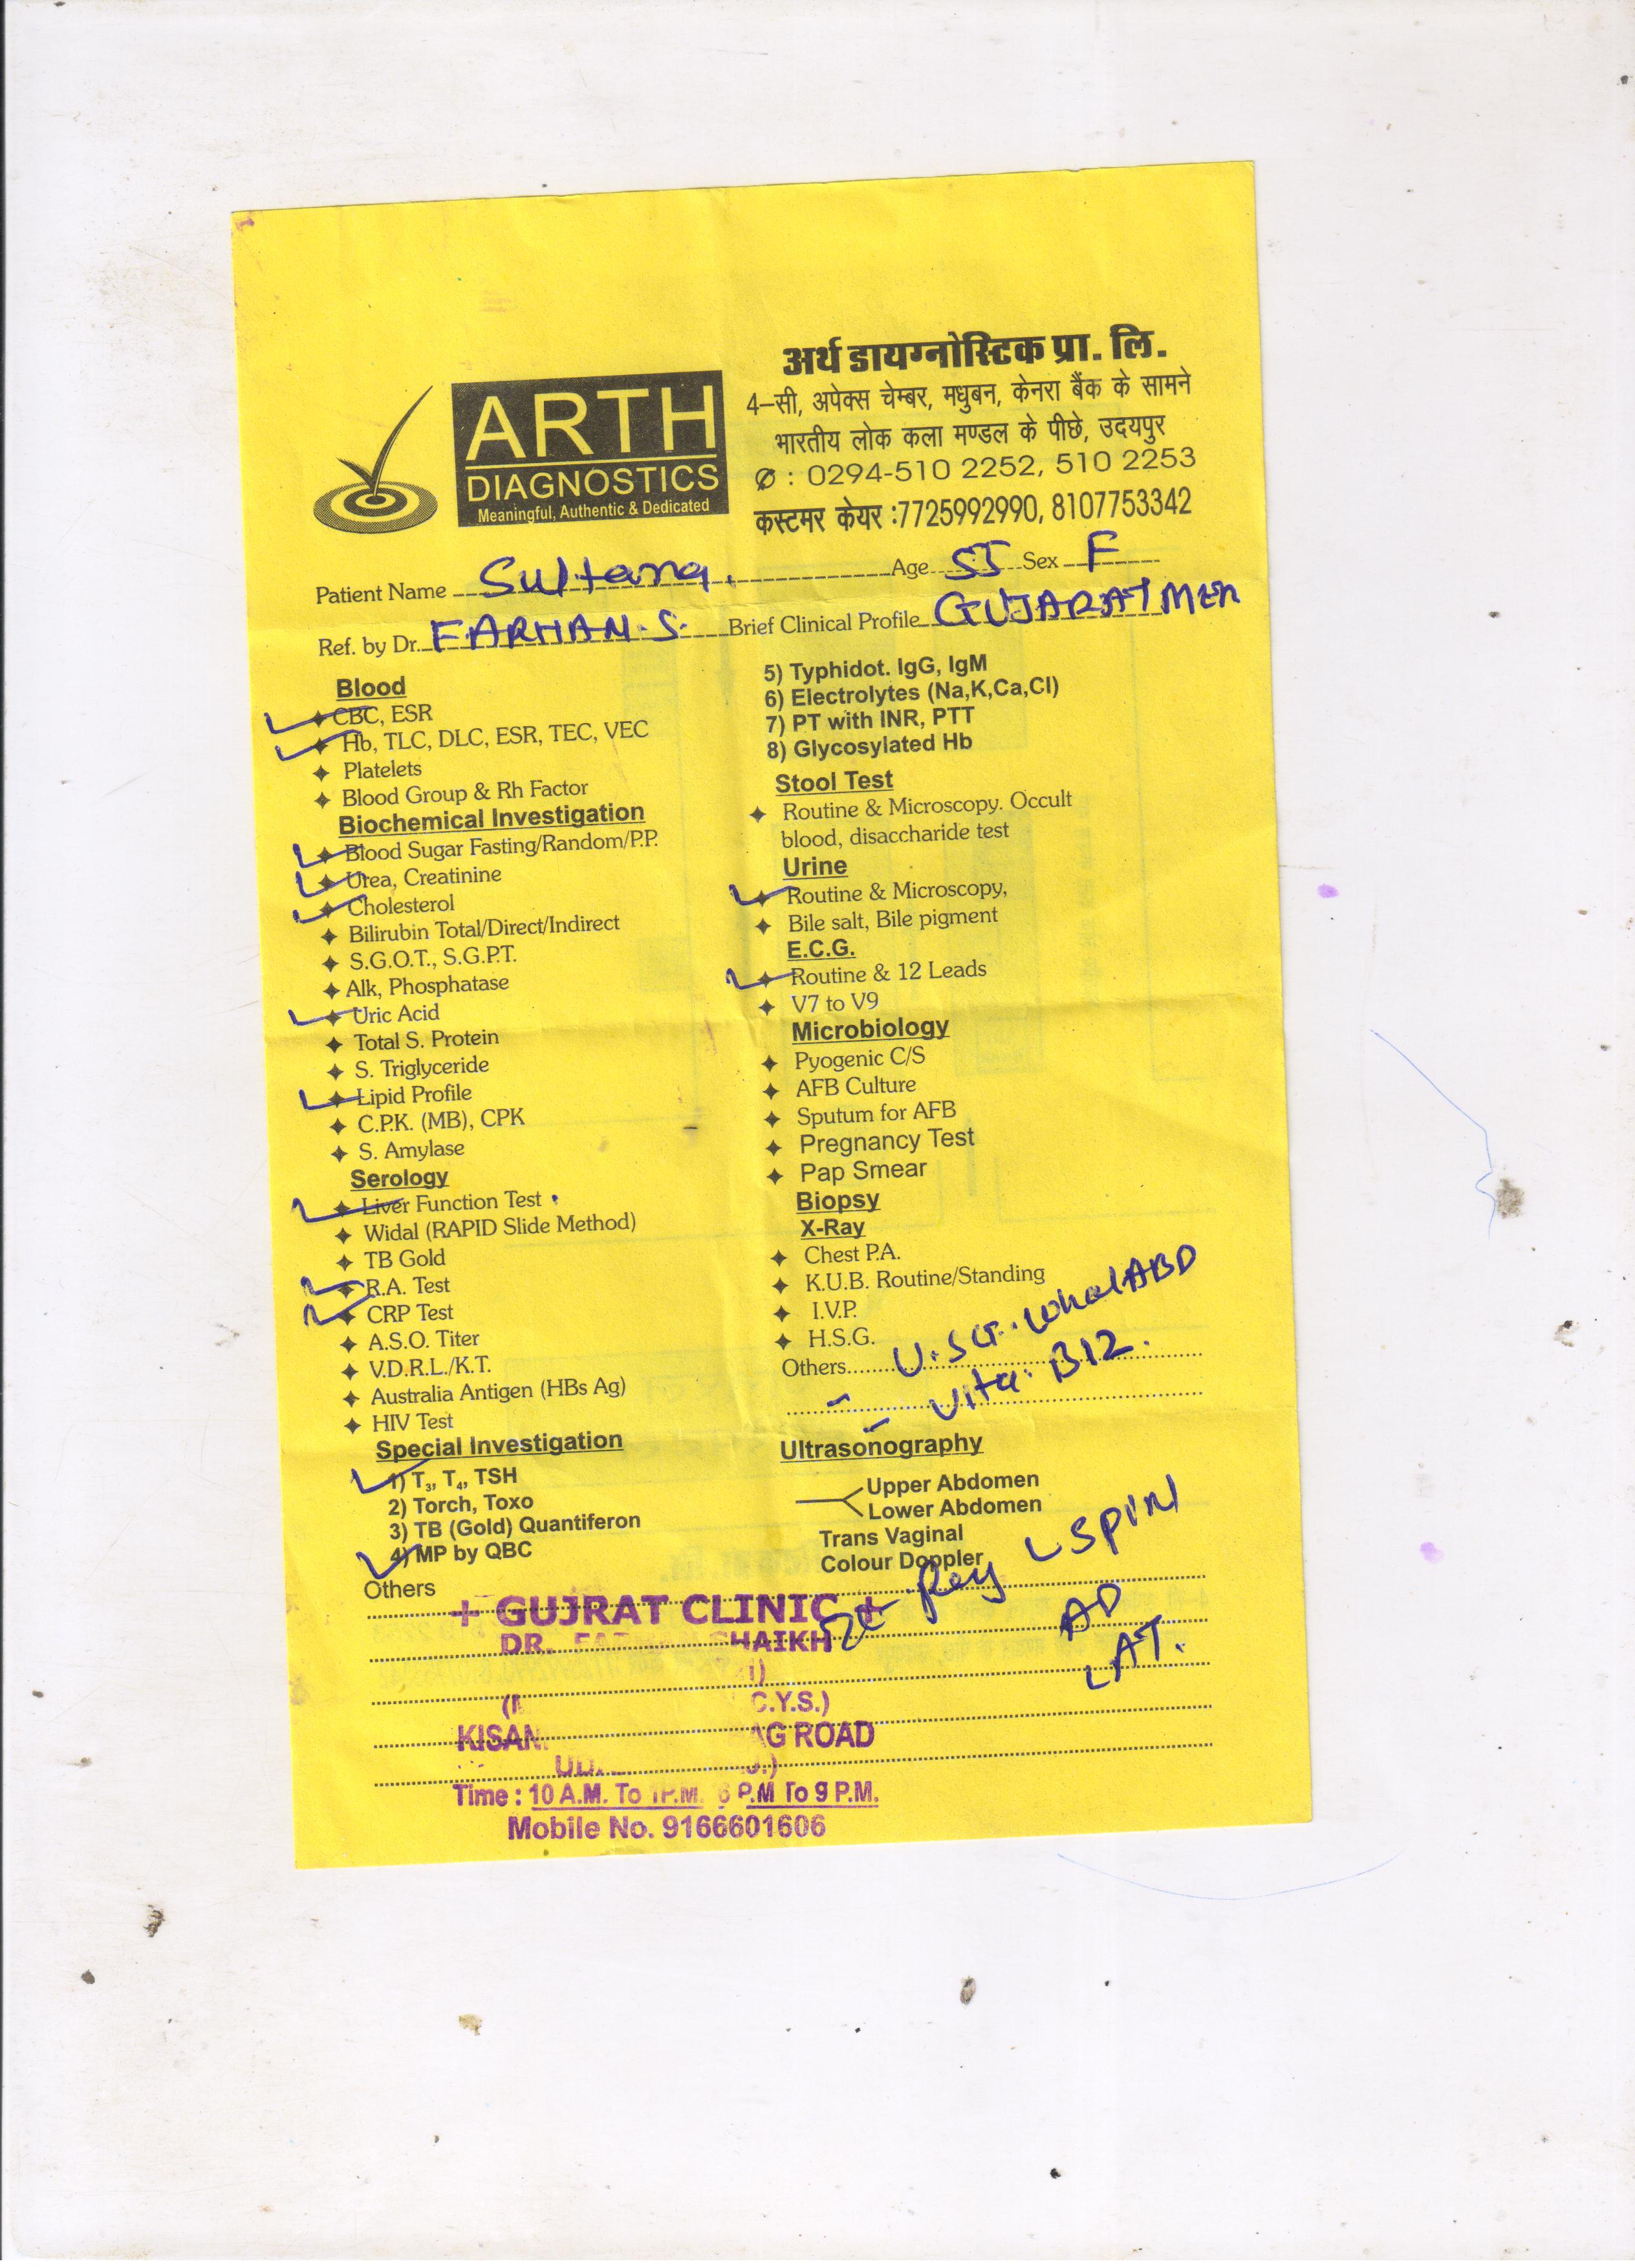 अर्थ डायग्नोस्टिक प्रा. लि.
4-सी, अपेक्स चेम्बर, मधुबन, केनरा बैंक के सामने
भारतीय लोक कला मण्डल के पीछे, उदयपुर
: 0294-510 2252, 510 2253
कस्टमर केयर :7725992990, 8107753342
ARTH
DIAGNOSTICS
Meaningful, Authentic & Dedicated
Patient Name Sultana. Age 55 Sex F
Ref. by Dr. FARHAN.S. Brief Clinical Profile GUJARAT
Blood
CBC, ESR
Hb, TLC, DLC, ESR, TEC, VEC
Platelets
Blood Group & Rh Factor
Biochemical Investigation
Blood Sugar Fasting/Random/P.P.
Urea, Creatinine
Cholesterol
Bilirubin Total/Direct/Indirect
S.G.O.T., S.G.P.T.
Alk, Phosphatase
Uric Acid
Total S. Protein
S. Triglyceride
Lipid Profile
C.P.K. (MB), CPK
S. Amylase
Serology
Liver Function Test
Widal (RAPID Slide Method)
TB Gold
R.A. Test
CRP Test
A.S.O. Titer
V.D.R.L./K.T.
Australia Antigen (HBs Ag)
HIV Test
Special Investigation
1) T3, T4, TSH
2) Torch, Toxo
3) TB (Gold) Quantiferon
4) MP by QBC
Others
5) Typhidot. IgG, IgM
6) Electrolytes (Na,K,Ca,Cl)
7) PT with INR, PTT
8) Glycosylated Hb
Stool Test
Routine & Microscopy. Occult
blood, disaccharide test
Urine
Routine & Microscopy,
Bile salt, Bile pigment
E.C.G.
Routine & 12 Leads
V7 to V9
Microbiology
Pyogenic C/S
AFB Culture
Sputum for AFB
Pregnancy Test
Pap Smear
Biopsy
X-Ray
Chest P.A.
K.U.B. Routine/Standing
I.V.P.
H.S.G.
Others U.SG. whol ABD
Vita. B12.
Ultrasonography
Upper Abdomen
Lower Abdomen
Trans Vaginal
Colour Doppler
Ray L SPIN
AP
LAT.
+ GUJRAT CLINIC +
DR. SHAIKH
C.Y.S.)
ROAD
Time : 10 A.M. To 1P.M. 6 P.M To 9 P.M.
Mobile No. 9166601606